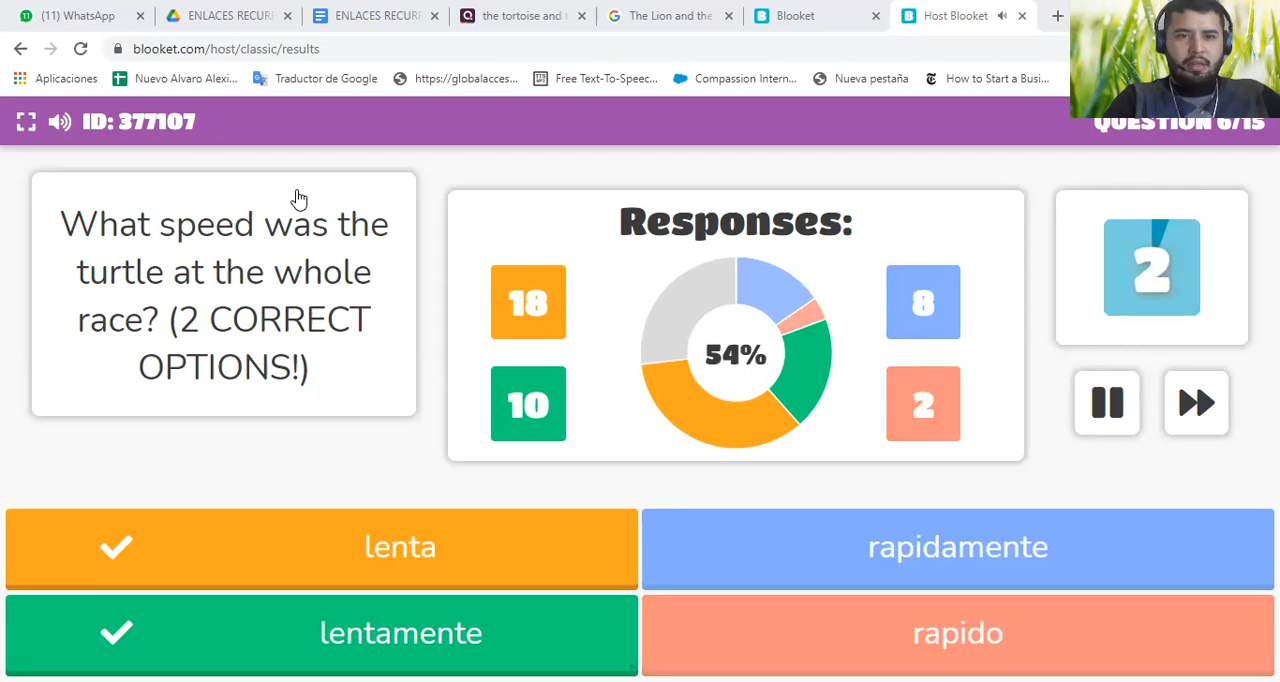 (11) WhatsApp
ENLACES RECUR
ENLACES RECUR
the tortoise and t
The Lion and the
Blooket
Host Blooket
blooket.com/host/classic/results
Aplicaciones
Nuevo Alvaro Alexi...
Traductor de Google
https://globalacces...
Free Text-To-Speec...
Compassion Intern...
Nueva pestaña
How to Start a Busi...
ID: 377107
QUESTION 6/15
What speed was the
turtle at the whole
race? (2 CORRECT
OPTIONS!)
Responses:
18
8
54%
10
2
2
lenta
rapidamente
lentamente
rapido